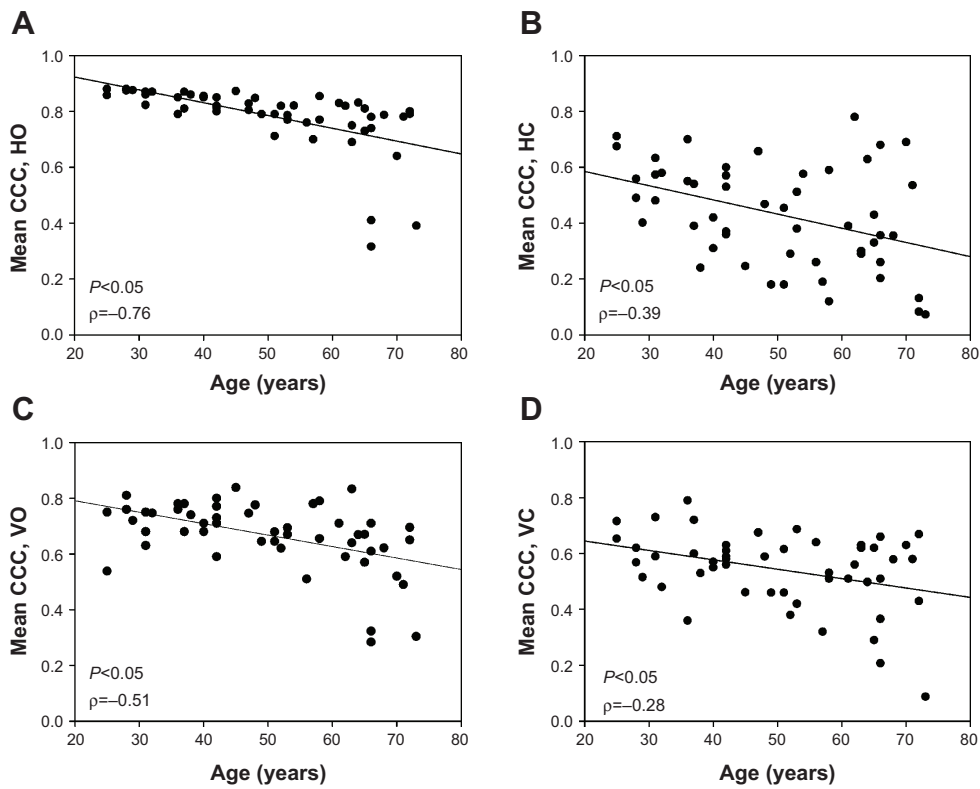 A
Mean CCC, HO
1.0
0.8
0.6
0.4
0.2
0.0
P<0.05
ρ=–0.76
20 30 40 50 60 70 80
Age (years)
B
Mean CCC, HC
1.0
0.8
0.6
0.4
0.2
0.0
P<0.05
ρ=–0.39
20 30 40 50 60 70 80
Age (years)
C
Mean CCC, VO
1.0
0.8
0.6
0.4
0.2
0.0
P<0.05
ρ=–0.51
20 30 40 50 60 70 80
Age (years)
D
Mean CCC, VC
1.0
0.8
0.6
0.4
0.2
0.0
P<0.05
ρ=–0.28
20 30 40 50 60 70 80
Age (years)